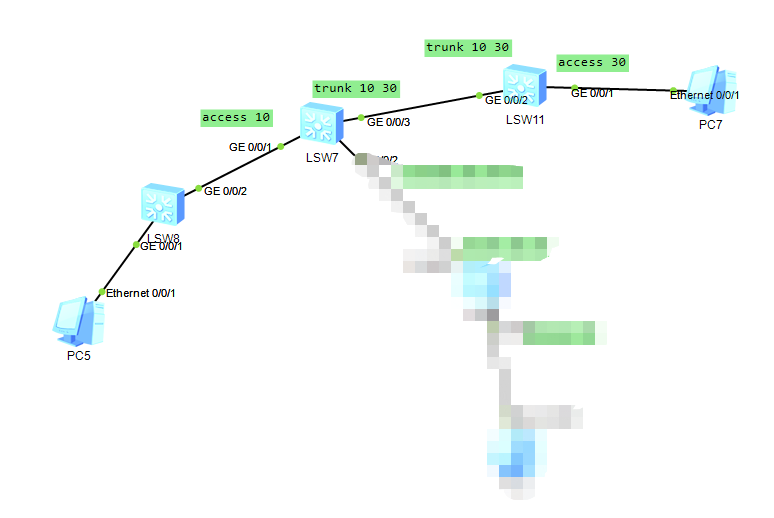 trunk 10 30
access 30
trunk 10 30
GE 0/0/2
GE 0/0/1
Ethernet 0/0/1
LSW11
PC7
access 10
GE 0/0/3
GE 0/0/1
LSW7
0/0/2
GE 0/0/2
LSW8
GE 0/0/1
Ethernet 0/0/1
PC5